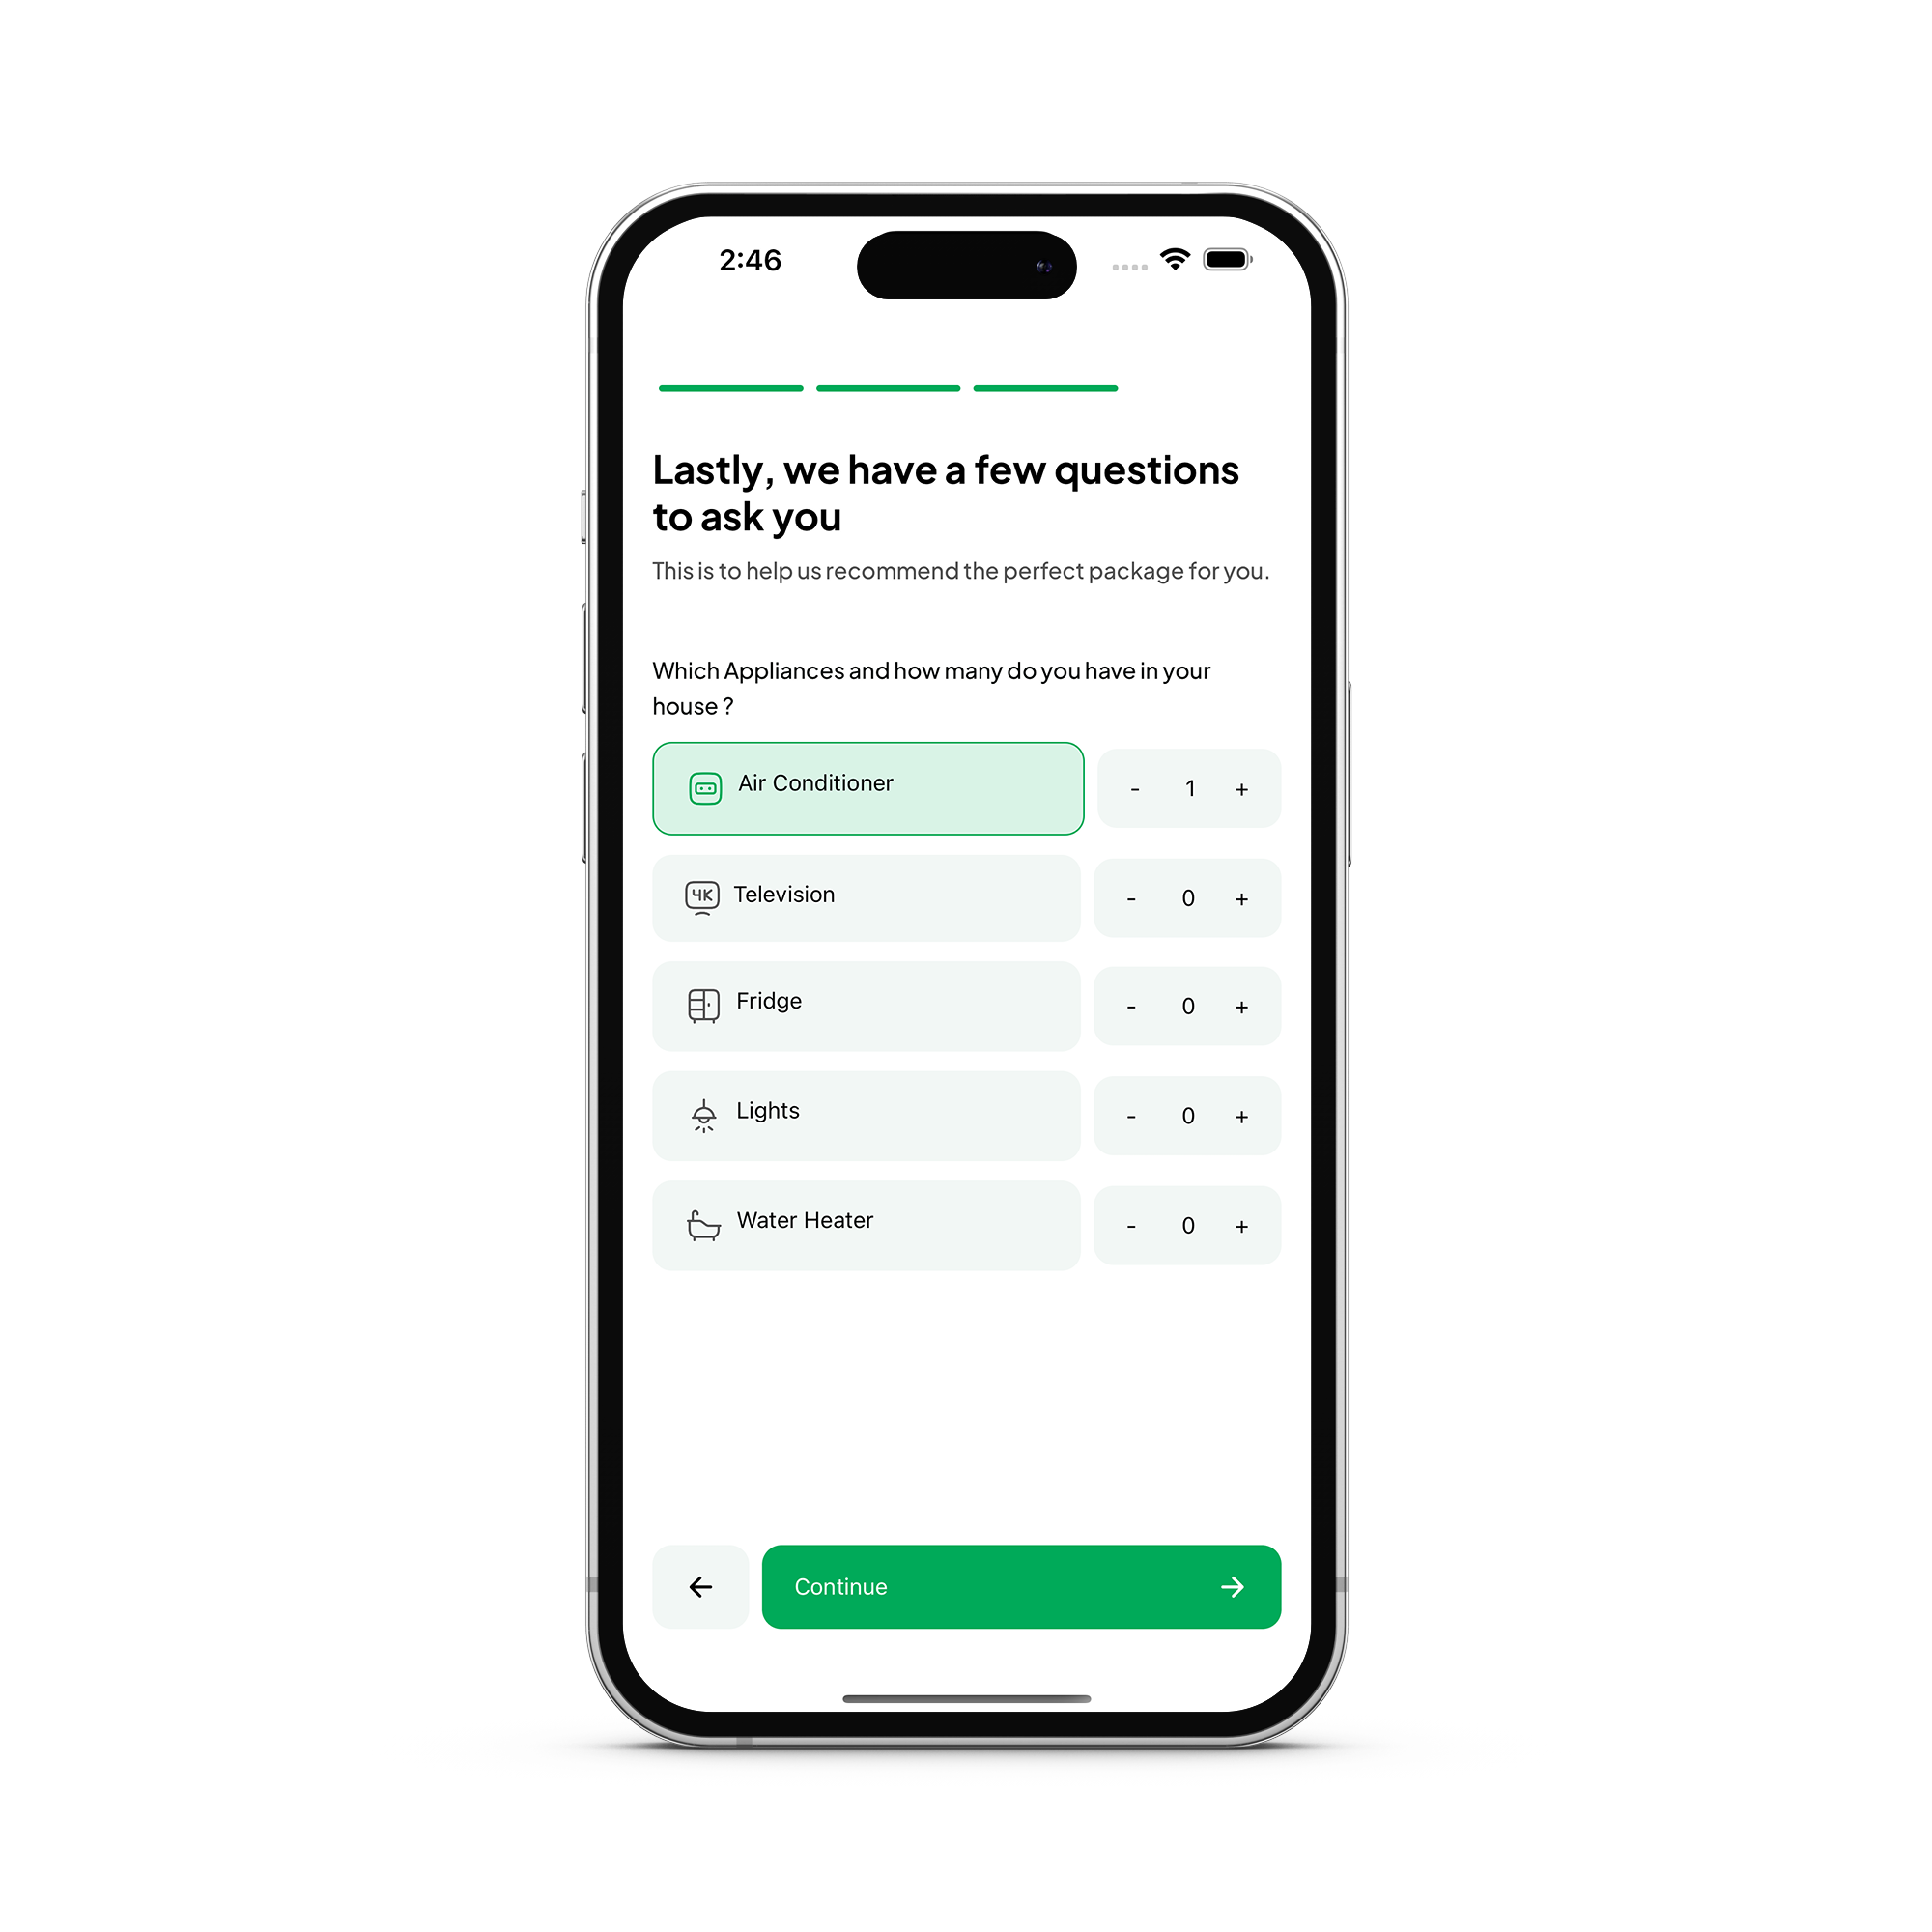 2:46
Lastly, we have a few questions
to ask you
This is to help us recommend the perfect package for you.
Which Appliances and how many do you have in your
house ?
Air Conditioner - 1 +
4K Television - 0 +
Fridge - 0 +
Lights - 0 +
Water Heater - 0 +
Continue